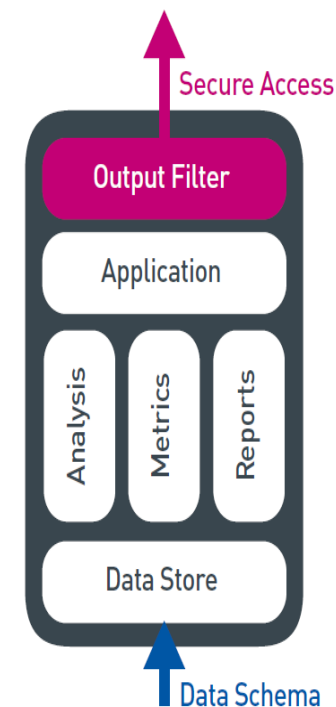 Secure Access
Output Filter
Application
Analysis
Metrics
Reports
Data Store
Data Schema